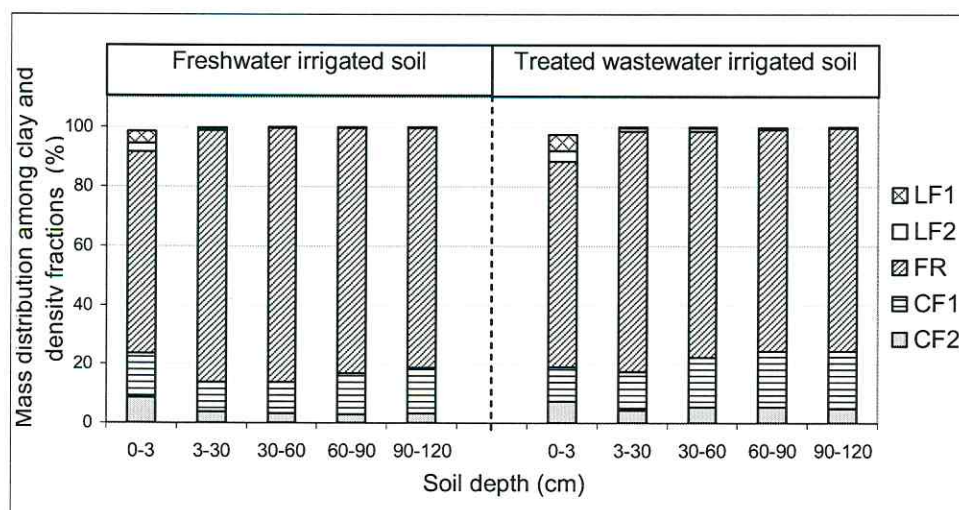 Freshwater irrigated soil
Treated wastewater irrigated soil
Mass distribution among clay and
density fractions (%)
100
80
60
40
20
0
0-3
3-30
30-60
60-90
90-120
0-3
3-30
30-60
60-90
90-120
Soil depth (cm)
LF1
LF2
FR
CF1
CF2